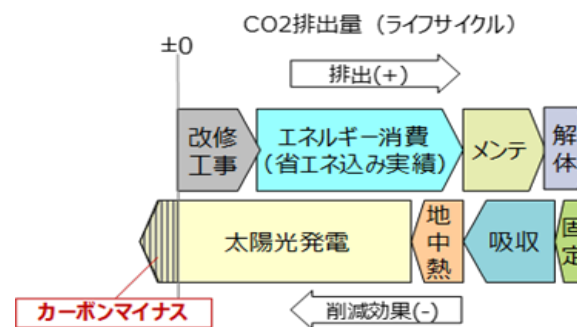 CO2排出量（ライフサイクル）
±0
排出(+)
改修
工事
エネルギー消費
(省エネ込み実績)
メンテ
解
体
太陽光発電
地
中
熱
吸収
固
定
カーボンマイナス
削減効果(-)